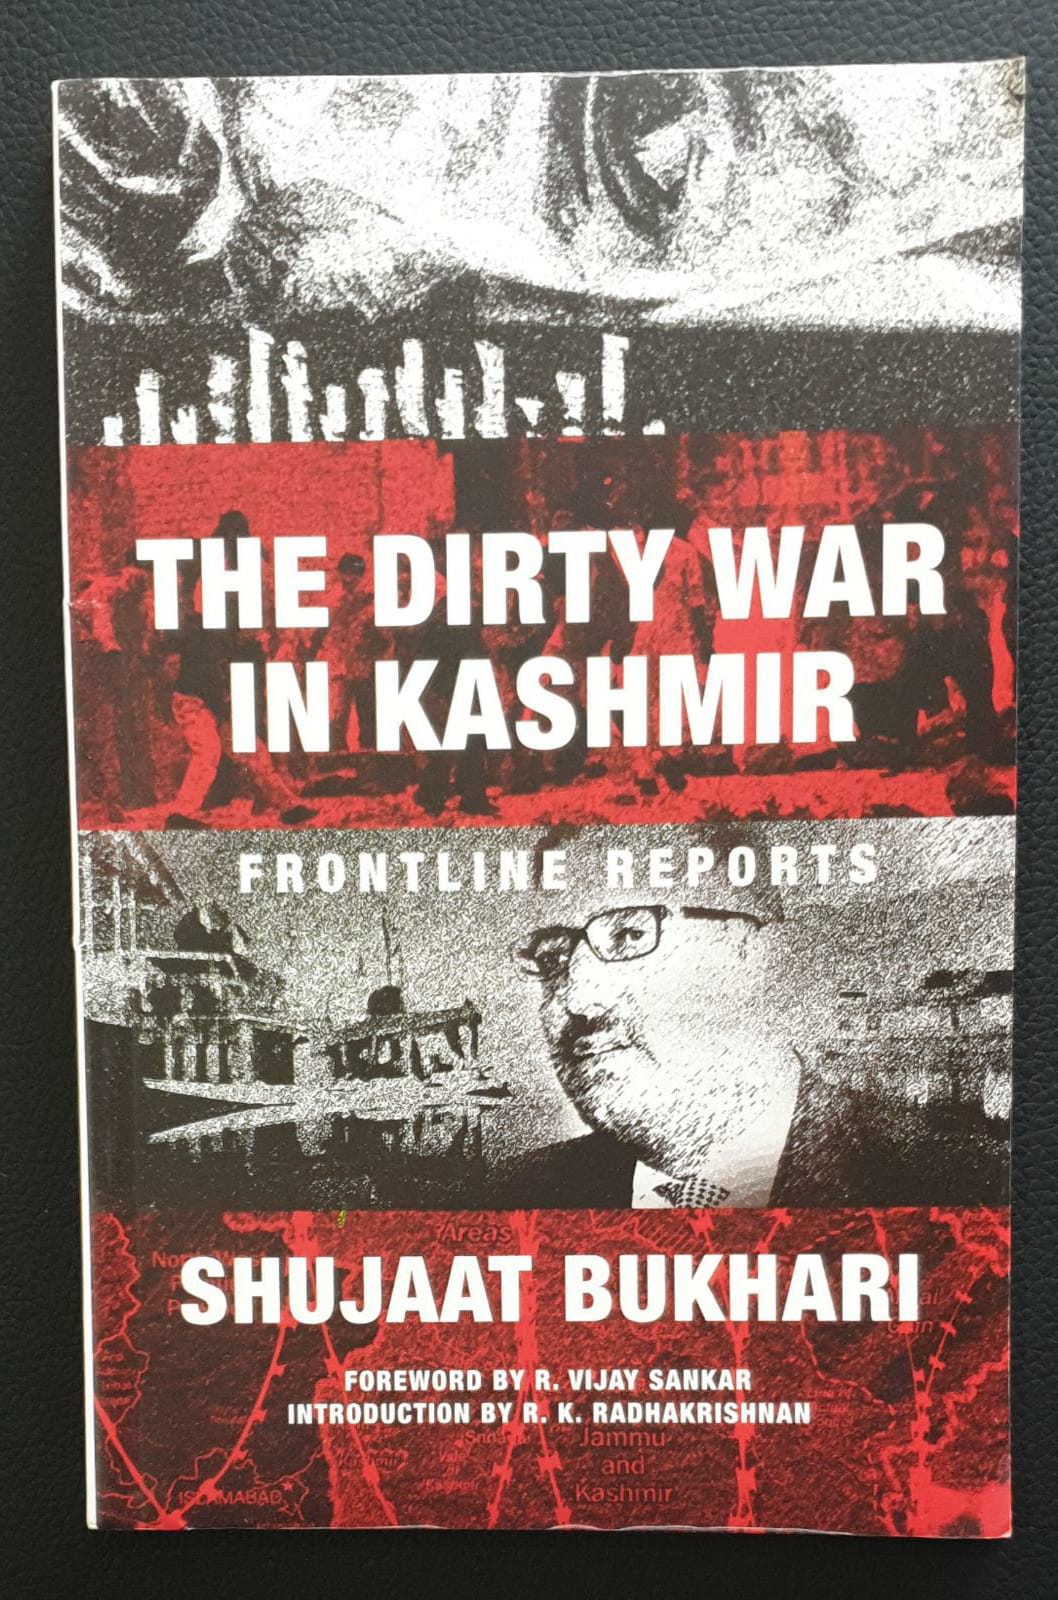 THE DIRTY WAR
IN KASHMIR
FRONTLINE REPORTS
Areas
SHUJAAT BUKHARI
FOREWORD BY R. VIJAY SANKAR
INTRODUCTION BY R. K. RADHAKRISHNAN
Jammu
and
Kashmir
ISLAMABAD